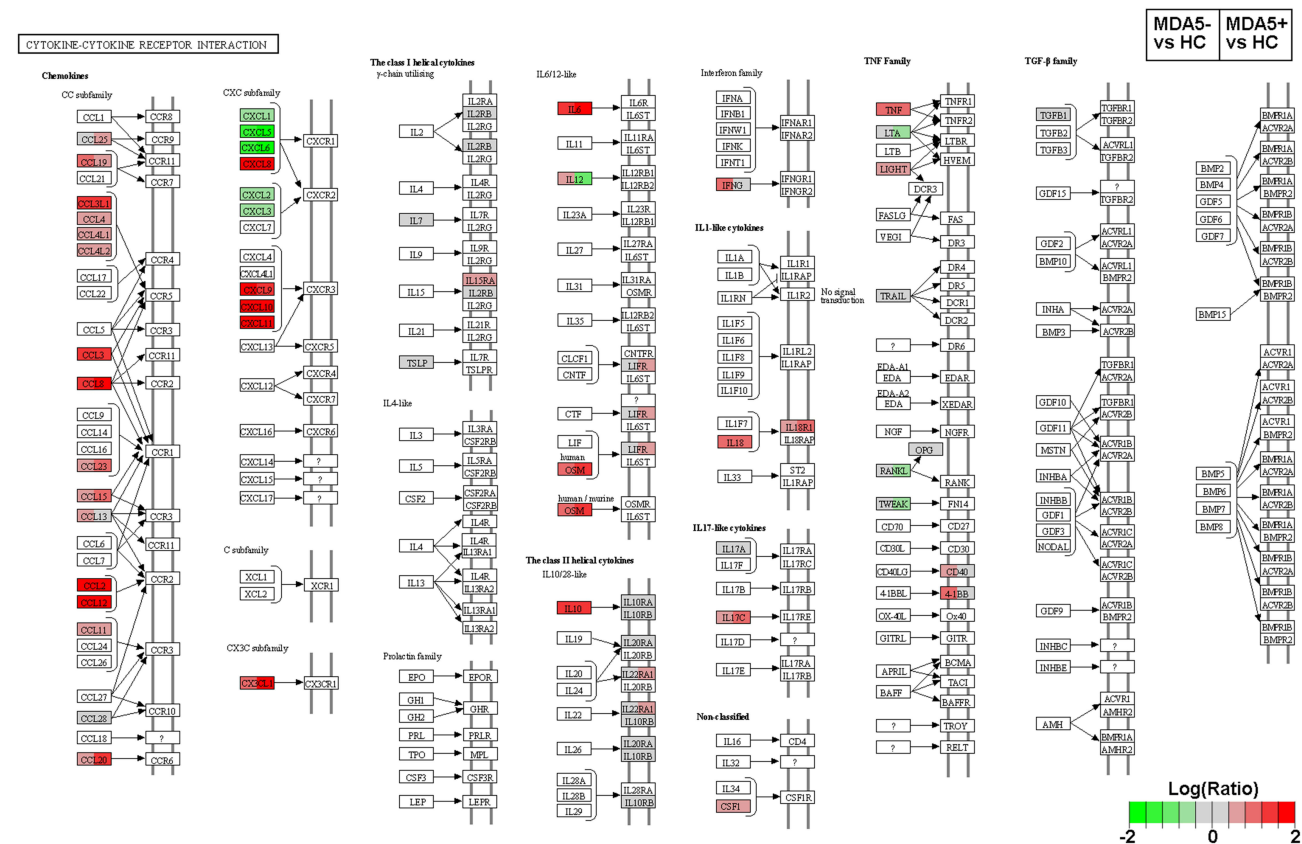 MDA5- vs HC
MDA5+ vs HC
CYTOKINE-CYTOKINE RECEPTOR INTERACTION
Chemokines
CC subfamily
CCL1
CCR8
CCL25
CCR9
CCL19
CCR11
CCL21
CCR7
CCL3L1
CCL4
CCL4L1
CCL4L2
CCR4
CCL17
CCL22
CCR5
CCL5
CCR3
CCL3
CCR11
CCL8
CCR2
CCL9
CCL14
CCL16
CCL23
CCR1
CCL15
CCL13
CCR3
CCL6
CCL7
CCR11
CCL2
CCL12
CCR2
CCL11
CCL24
CCL26
CCR3
CCL27
CCL28
CCR10
CCL18
?
CCL20
CCR6
CXC subfamily
CXCL1
CXCL5
CXCL6
CXCL8
CXCR1
CXCL2
CXCL3
CXCL7
CXCR2
CXCL4
CXCL4L1
CXCL9
CXCL10
CXCL11
CXCR3
CXCL13
CXCR5
CXCL12
CXCR4
CXCR7
CXCL16
CXCR6
CXCL14
?
CXCL15
?
CXCL17
?
C subfamily
XCL1
XCL2
XCR1
CX3C subfamily
CX3CL1
CX3CR1
The class I helical cytokines
γ-chain utilising
IL2
IL2RA
IL2RB
IL2RG
IL2RB
IL2RG
IL4
IL4R
IL2RG
IL7
IL7R
IL2RG
IL9
IL9R
IL2RG
IL15
IL15RA
IL2RB
IL2RG
IL21
IL21R
IL2RG
TSLP
IL7R
TSLPR
IL4-like
IL3
IL3RA
CSF2RB
IL5
IL5RA
CSF2RB
CSF2
CSF2RA
CSF2RB
IL4
IL4R
IL2RG
IL4R
IL13RA1
IL13
IL4R
IL13RA2
IL13RA1
IL13RA2
Prolactin family
EPO
EPOR
GH1
GH2
GHR
PRL
PRLR
TPO
MPL
CSF3
CSF3R
LEP
LEPR
IL6/12-like
IL6
IL6R
IL6ST
IL11
IL11RA
IL6ST
IL12
IL12RB1
IL12RB2
IL23A
IL23R
IL12RB1
IL27
IL27RA
IL6ST
IL31
IL31RA
OSMR
IL35
IL12RB2
IL6ST
CLCF1
CNTF
CNTFR
LIFR
IL6ST
CTF
?
LIFR
IL6ST
LIF
human
OSM
LIFR
IL6ST
human / murine
OSM
OSMR
IL6ST
The class II helical cytokines
IL10/28-like
IL10
IL10RA
IL10RB
IL19
IL20RA
IL20RB
IL20
IL24
IL22RA1
IL20RB
IL22
IL22RA1
IL10RB
IL26
IL20RA
IL10RB
IL28A
IL28B
IL29
IL28RA
IL10RB
Interferon family
IFNA
IFNB1
IFNW1
IFNK
IFNT1
IFNAR1
IFNAR2
IFNG
IFNGR1
IFNGR2
IL1-like cytokines
IL1A
IL1B
IL1R1
IL1RAP
IL1RN
IL1R2
No signal
transduction
IL1F5
IL1F6
IL1F8
IL1F9
IL1F10
IL1RL2
IL1RAP
IL1F7
IL18
IL18R1
IL18RAP
IL33
ST2
IL1RAP
IL17-like cytokines
IL17A
IL17F
IL17RA
IL17RC
IL17B
IL17RB
IL17C
IL17RE
IL17D
?
IL17E
IL17RA
IL17RB
Non-classified
IL16
CD4
IL32
?
IL34
CSF1
CSF1R
TNF Family
TNF
TNFR1
LTA
TNFR2
LTB
LTBR
LIGHT
HVEM
DCR3
FASLG
FAS
VEGI
DR3
TRAIL
DR4
DR5
DCR1
DCR2
?
DR6
EDA-A1
EDA
EDAR
EDA-A2
EDA
XEDAR
NGF
NGFR
OPG
RANKL
RANK
TWEAK
FN14
CD70
CD27
CD30L
CD30
CD40LG
CD40
4-1BBL
4-1BB
OX-40L
Ox40
GITRL
GITR
APRIL
BCMA
TACI
BAFF
BAFFR
?
TROY
?
RELT
TGF-β family
TGFB1
TGFB2
TGFB3
TGFBR1
TGFBR2
ACVRL1
TGFBR2
GDF15
?
TGFBR2
GDF2
BMP10
ACVRL1
BMPR2
ACVRL1
BMPR2
INHA
ACVR2A
BMP3
ACVR2B
GDF10
GDF11
MSTN
INHBA
TGFBR1
ACVR2A
TGFBR1
ACVR2B
ACVR1B
ACVR2A
INHBB
GDF1
GDF3
NODAL
ACVR1B
ACVR2B
ACVR1C
ACVR2A
ACVR1C
ACVR2B
GDF9
ACVR1B
BMPR2
INHBC
?
INHBE
?
AMH
ACVR1
AMHR2
BMPR1A
AMHR2
BMP2
BMP4
GDF5
GDF6
GDF7
BMP15
BMPR1A
ACVR2A
BMPR1A
ACVR2B
BMPR1B
ACVR2A
BMPR1B
ACVR2B
BMPR1B
BMPR2
BMP5
BMP6
BMP7
BMP8
ACVR1
ACVR2A
ACVR1
ACVR2B
ACVR1
BMPR2
BMPR1A
ACVR2A
BMPR1A
ACVR2B
BMPR1A
BMPR2
BMPR1B
ACVR2A
BMPR1B
ACVR2B
BMPR1B
BMPR2
Log(Ratio)
-2 0 2